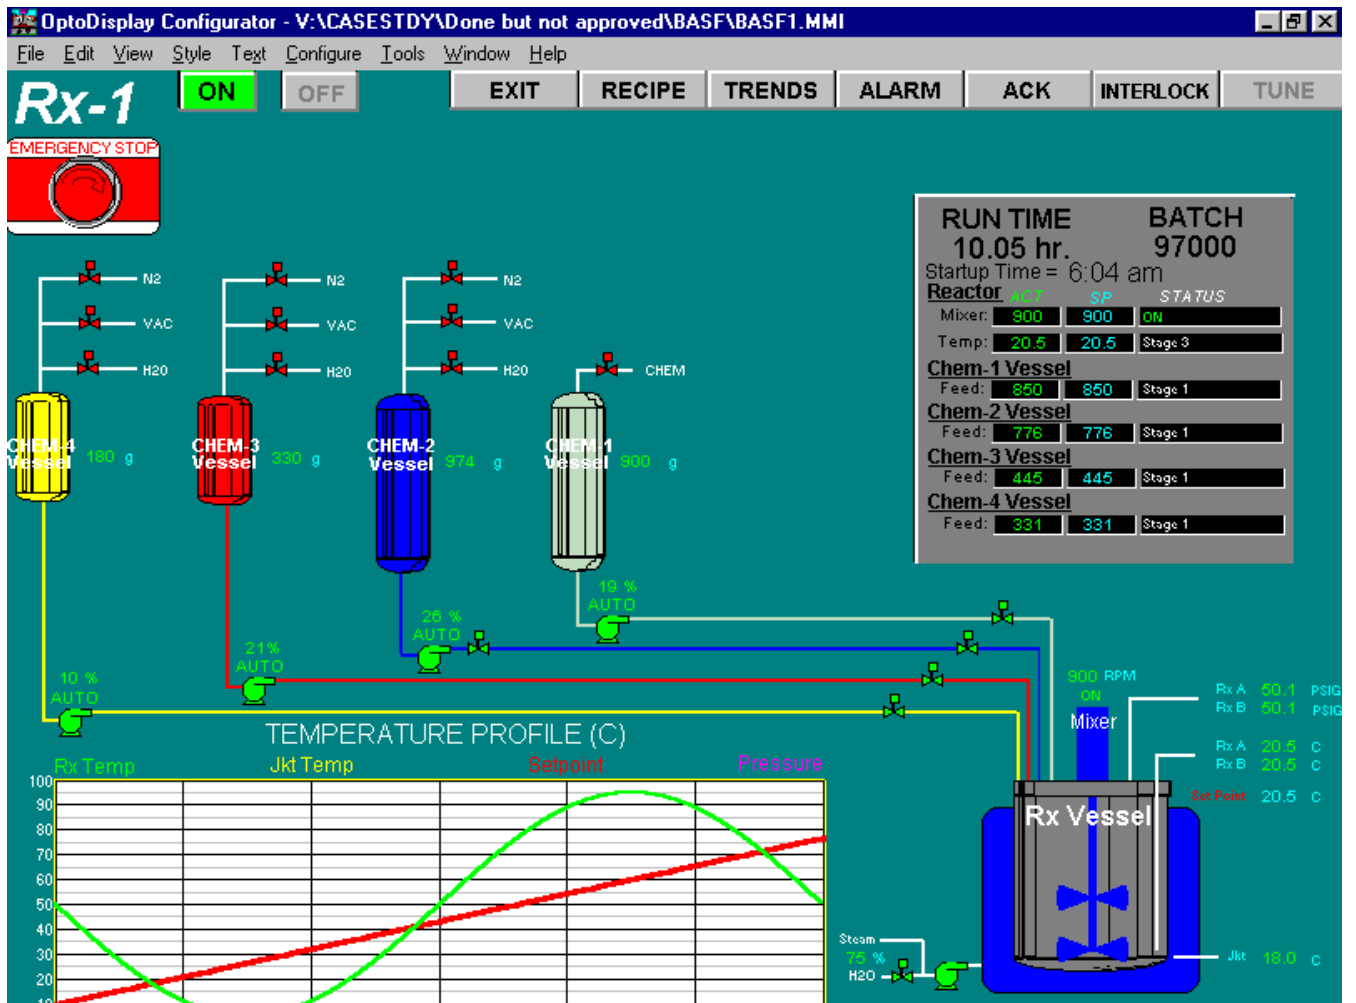 OptoDisplay Configurator - V:\CASESTDY\Done but not approved\BASF\BASF1.MMI
File Edit View Style Text Configure Tools Window Help
Rx-1 ON OFF EXIT RECIPE TRENDS ALARM ACK INTERLOCK TUNE
EMERGENCY STOP
RUN TIME BATCH
10.05 hr. 97000
Startup Time = 6:04 am
Reactor ACT SP STATUS
Mixer: 900 900 ON
Temp: 20.5 20.5 Stage 3
Chem-1 Vessel
Feed: 850 850 Stage 1
Chem-2 Vessel
Feed: 776 776 Stage 1
Chem-3 Vessel
Feed: 445 445 Stage 1
Chem-4 Vessel
Feed: 331 331 Stage 1
N2 N2 N2
VAC VAC VAC
H2O H2O H2O CHEM
CHEM-4 Vessel 180 g
CHEM-3 Vessel 330 g
CHEM-2 Vessel 974 g
CHEM-1 Vessel 900 g
19 %
AUTO
26 %
AUTO
21%
AUTO
10 %
AUTO
900 RPM
ON
Mixer
Rx A 50.1 PSIG
Rx B 50.1 PSIG
Rx A 20.5 C
Rx B 20.5 C
Set Point 20.5 C
Rx Vessel
TEMPERATURE PROFILE (C)
Rx Temp Jkt Temp Setpoint Pressure
100
90
80
70
60
50
40
30
20
10
Steam
75 %
H2O
Jkt 18.0 C